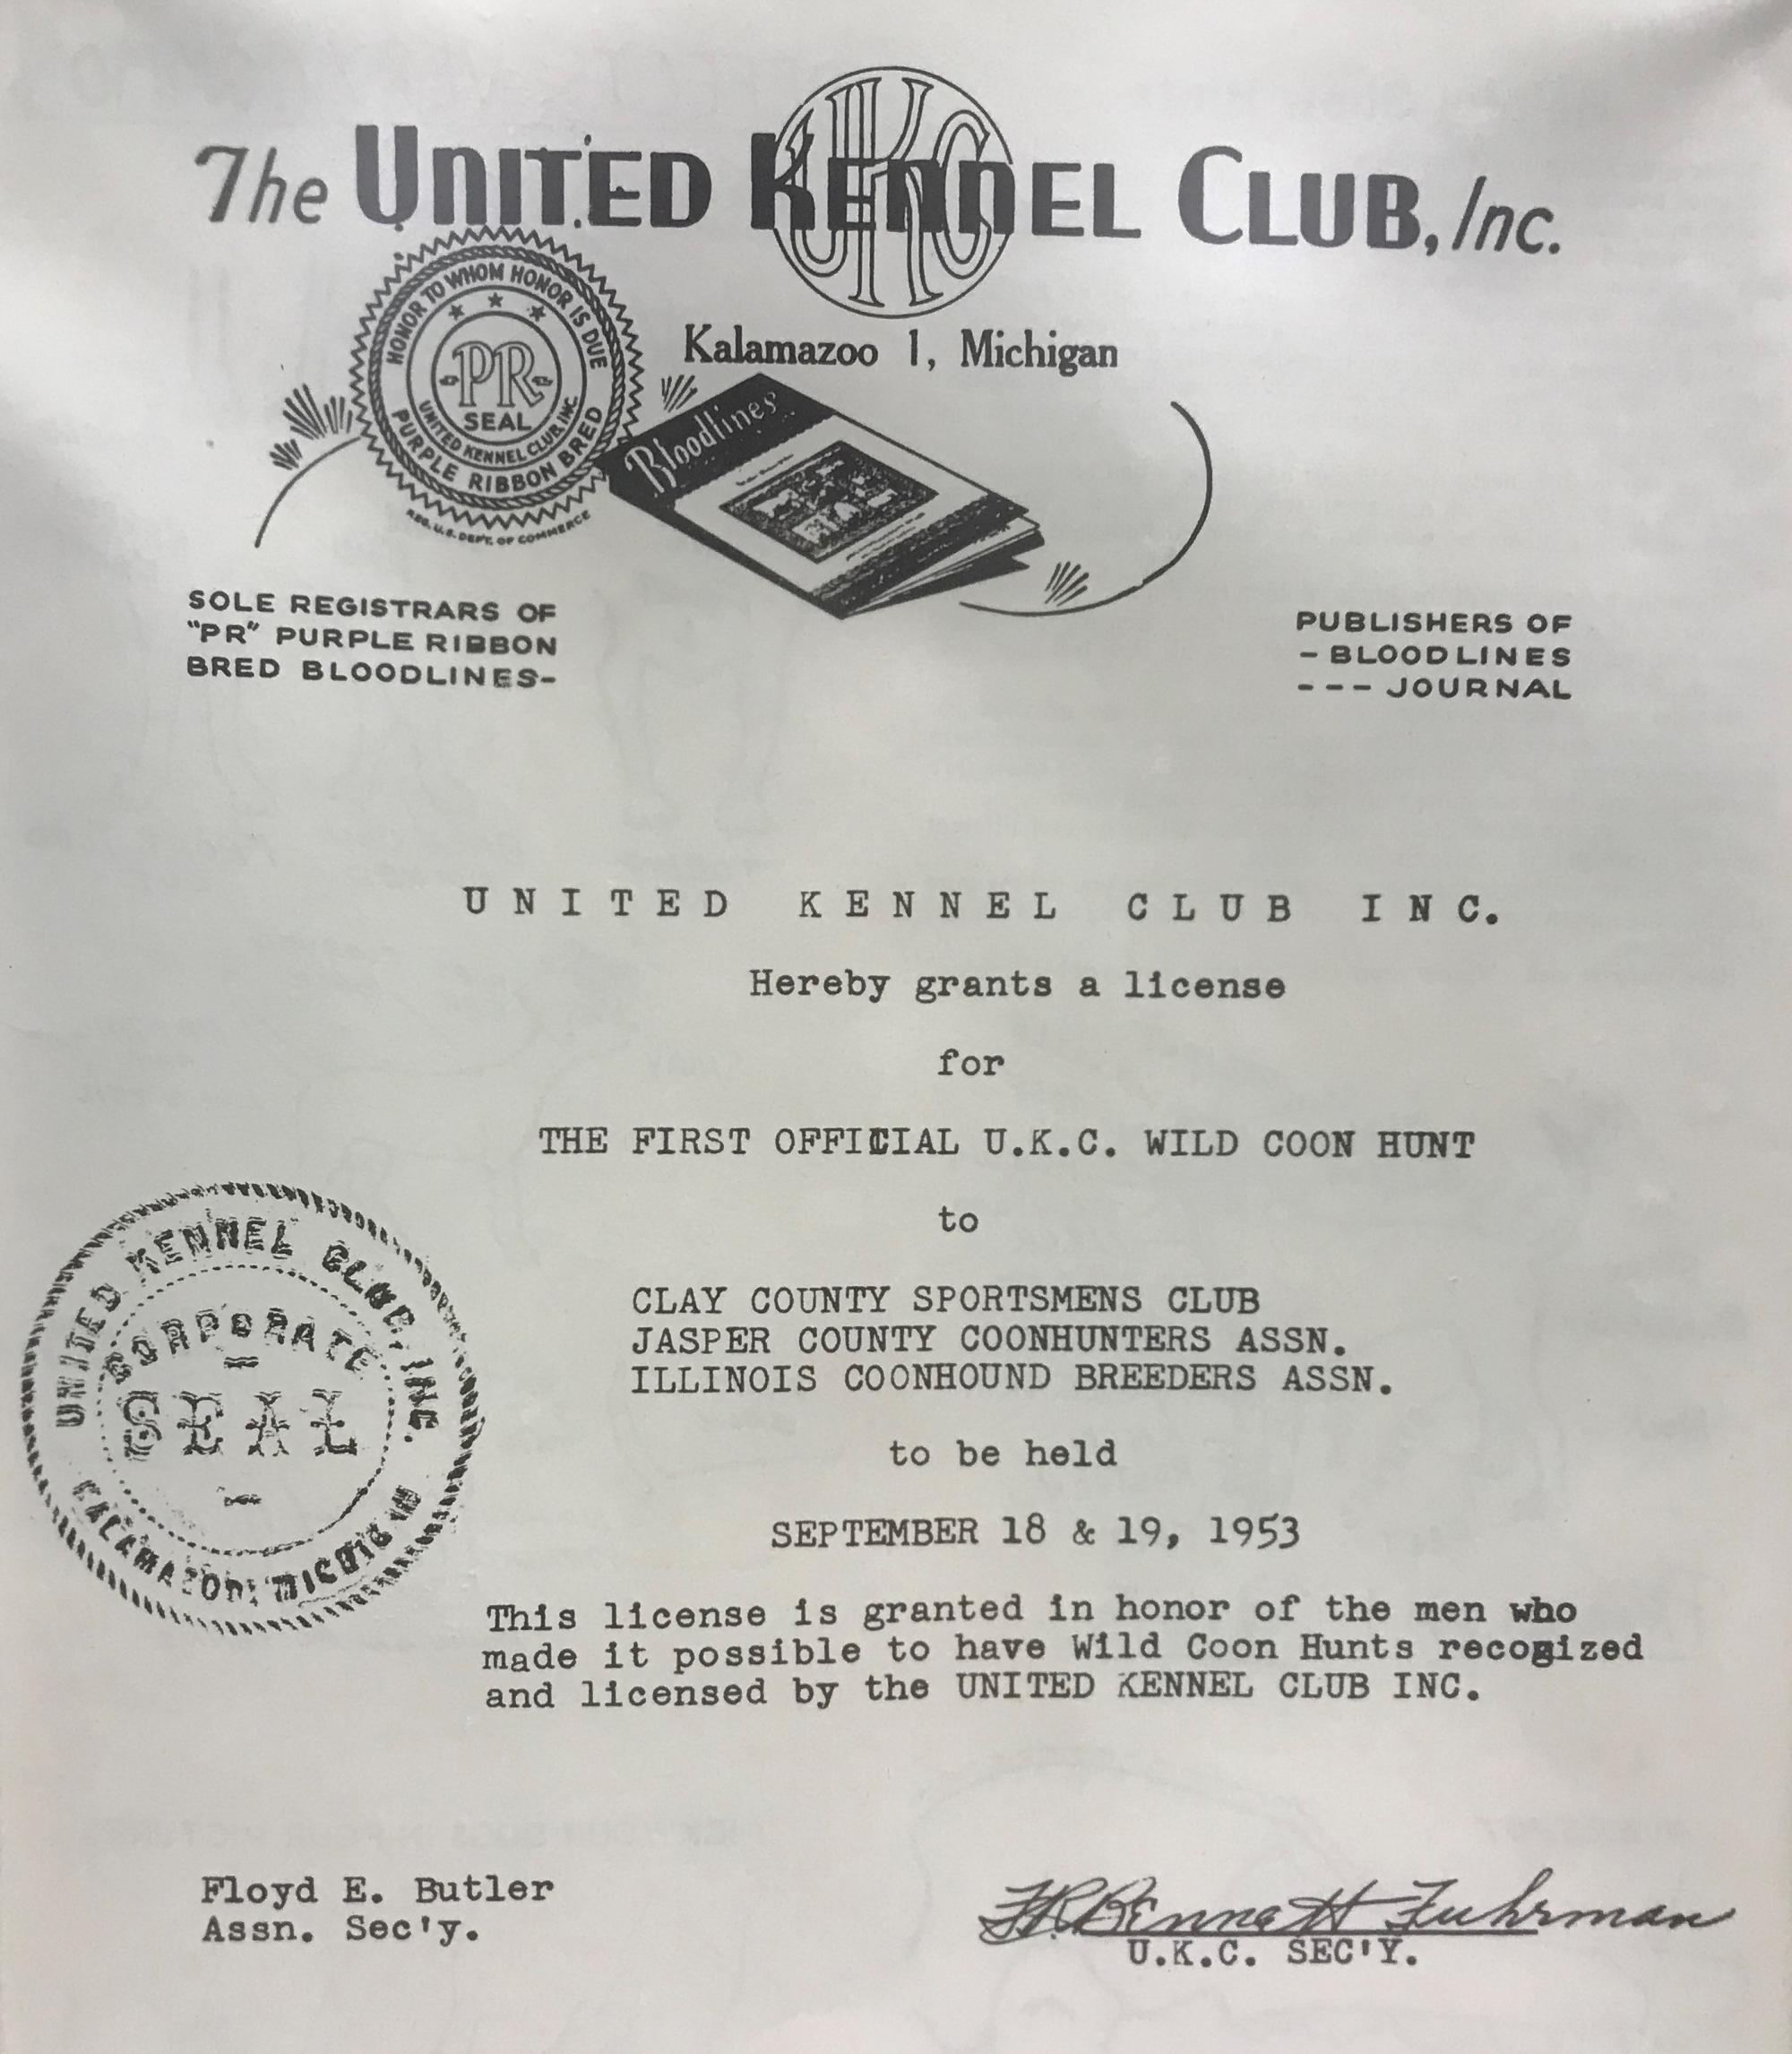 The UNITED KENNEL CLUB, Inc.
UKC
Kalamazoo 1, Michigan
HONOR TO WHOM HONOR IS DUE
PR
SEAL
UNITED KENNEL CLUB, INC.
PURPLE RIBBON BRED
REG. U.S. DEPT. OF COMMERCE
Bloodlines
SOLE REGISTRARS OF
"PR" PURPLE RIBBON
BRED BLOODLINES-
PUBLISHERS OF
- BLOODLINES
--- JOURNAL
UNITED KENNEL CLUB INC.
Hereby grants a license
for
THE FIRST OFFICIAL U.K.C. WILD COON HUNT
to
CLAY COUNTY SPORTSMENS CLUB
JASPER COUNTY COONHUNTERS ASSN.
ILLINOIS COONHOUND BREEDERS ASSN.
to be held
SEPTEMBER 18 & 19, 1953
UNITED KENNEL CLUB, INC.
CORPORATE
SEAL
KALAMAZOO, MICHIGAN
This license is granted in honor of the men who
made it possible to have Wild Coon Hunts recogized
and licensed by the UNITED KENNEL CLUB INC.
Floyd E. Butler
Assn. Sec'y.
Bennett Fuhrman
U.K.C. SEC'Y.